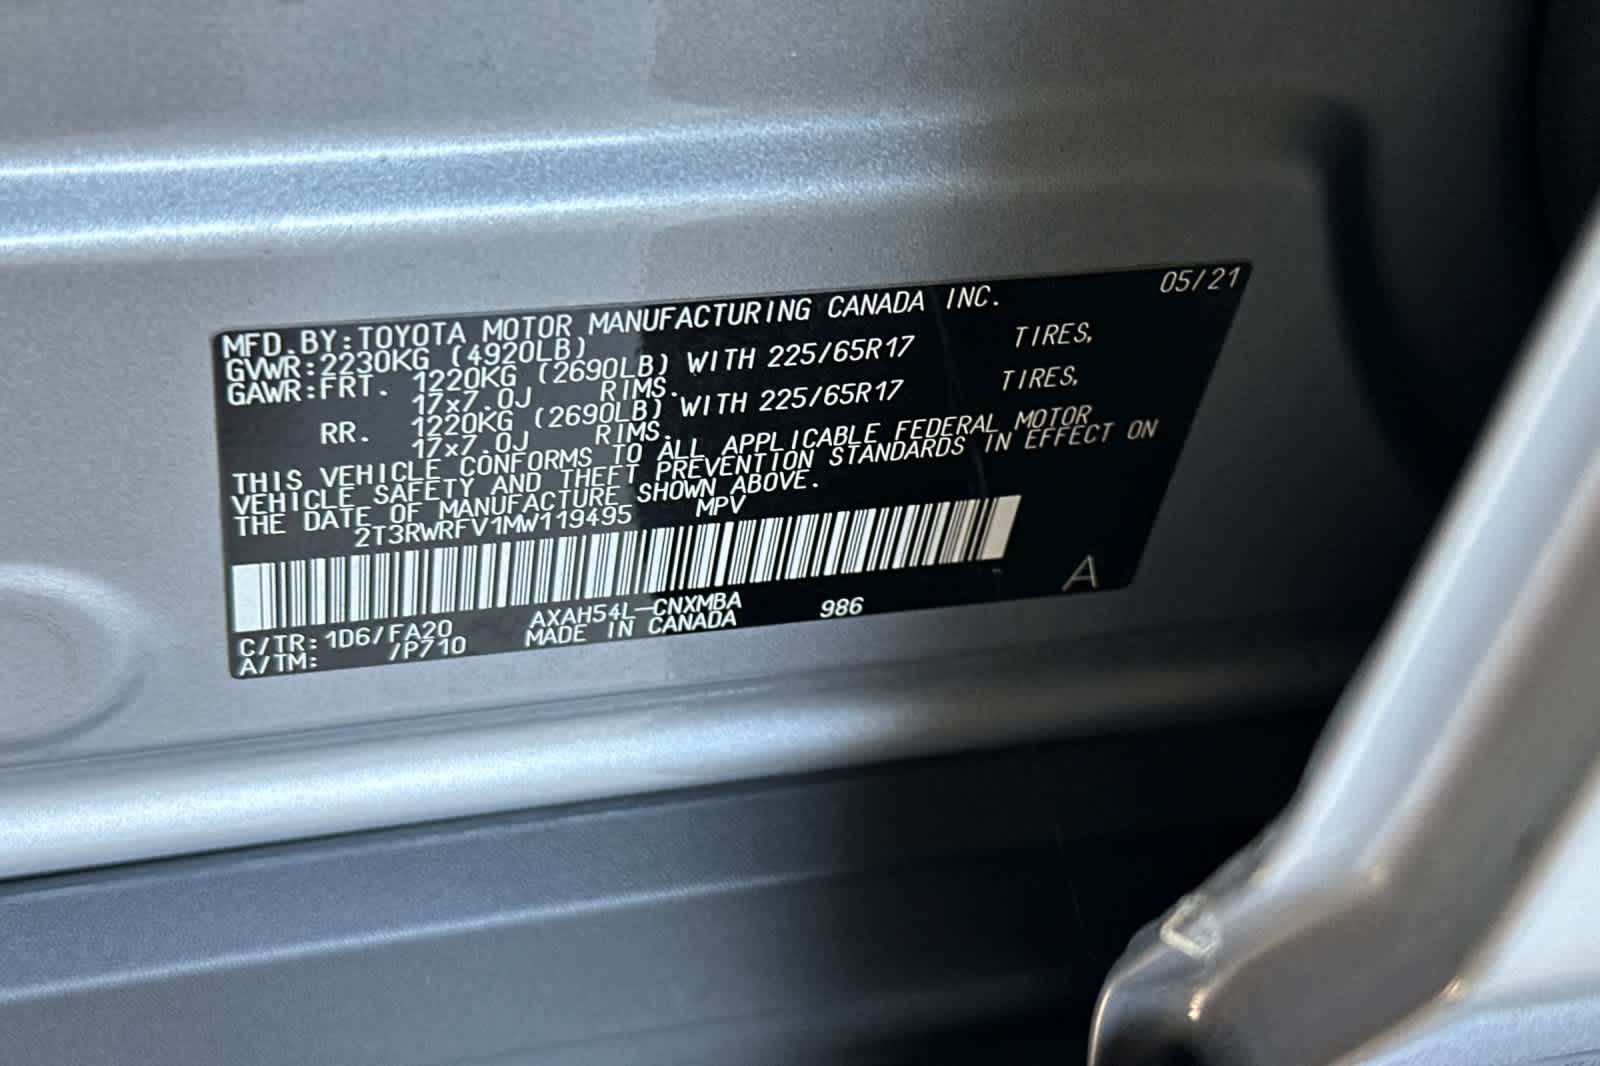 05/21
MFD.BY:TOYOTA MOTOR MANUFACTURING CANADA INC.
GVWR:2230KG (4920LB)
GAWR:FRT. 1220KG (2690LB) WITH 225/65R17 TIRES,
17x7.0J RIMS.
RR. 1220KG (2690LB) WITH 225/65R17 TIRES,
17x7.0J RIMS.
THIS VEHICLE CONFORMS TO ALL APPLICABLE FEDERAL MOTOR
VEHICLE SAFETY AND THEFT PREVENTION STANDARDS IN EFFECT ON
THE DATE OF MANUFACTURE SHOWN ABOVE.
2T3RWRFV1MW119495 MPV
A
C/TR:1D6/FA20 AXAH54L-CNXMBA 986
A/TM: /P710 MADE IN CANADA